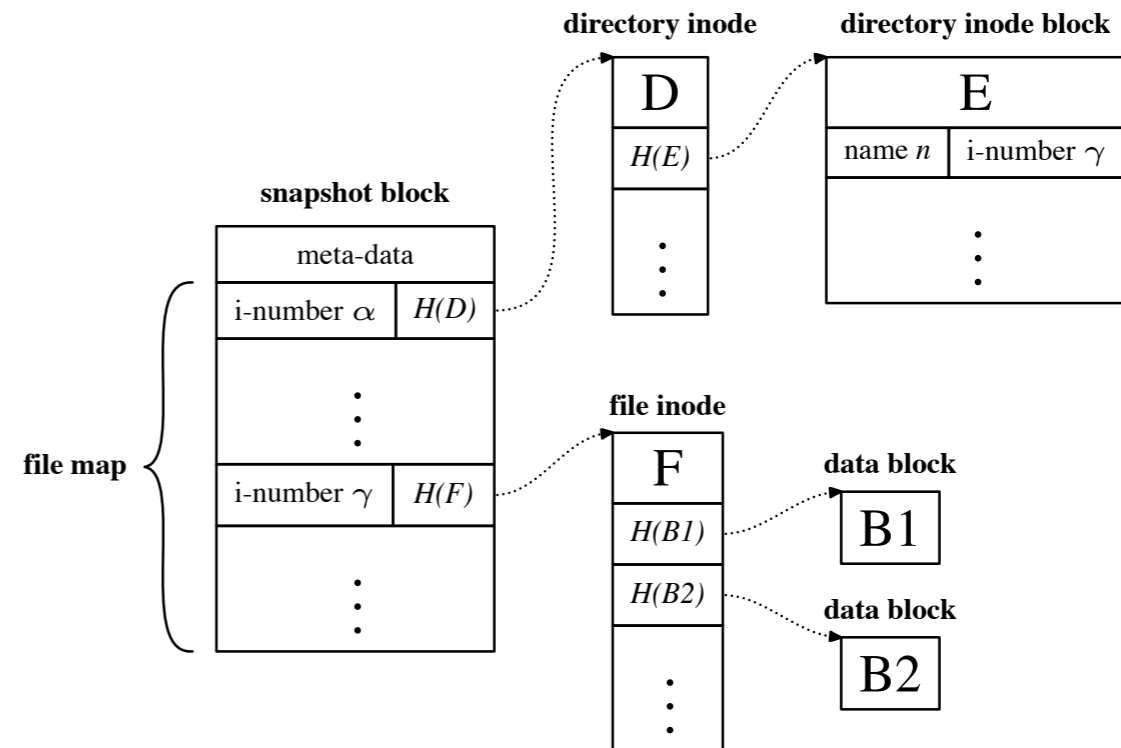 directory inode
directory inode block
D
E
H(E)
name n
i-number γ
snapshot block
meta-data
i-number α
H(D)
file map
i-number γ
H(F)
file inode
F
H(B1)
H(B2)
data block
B1
data block
B2